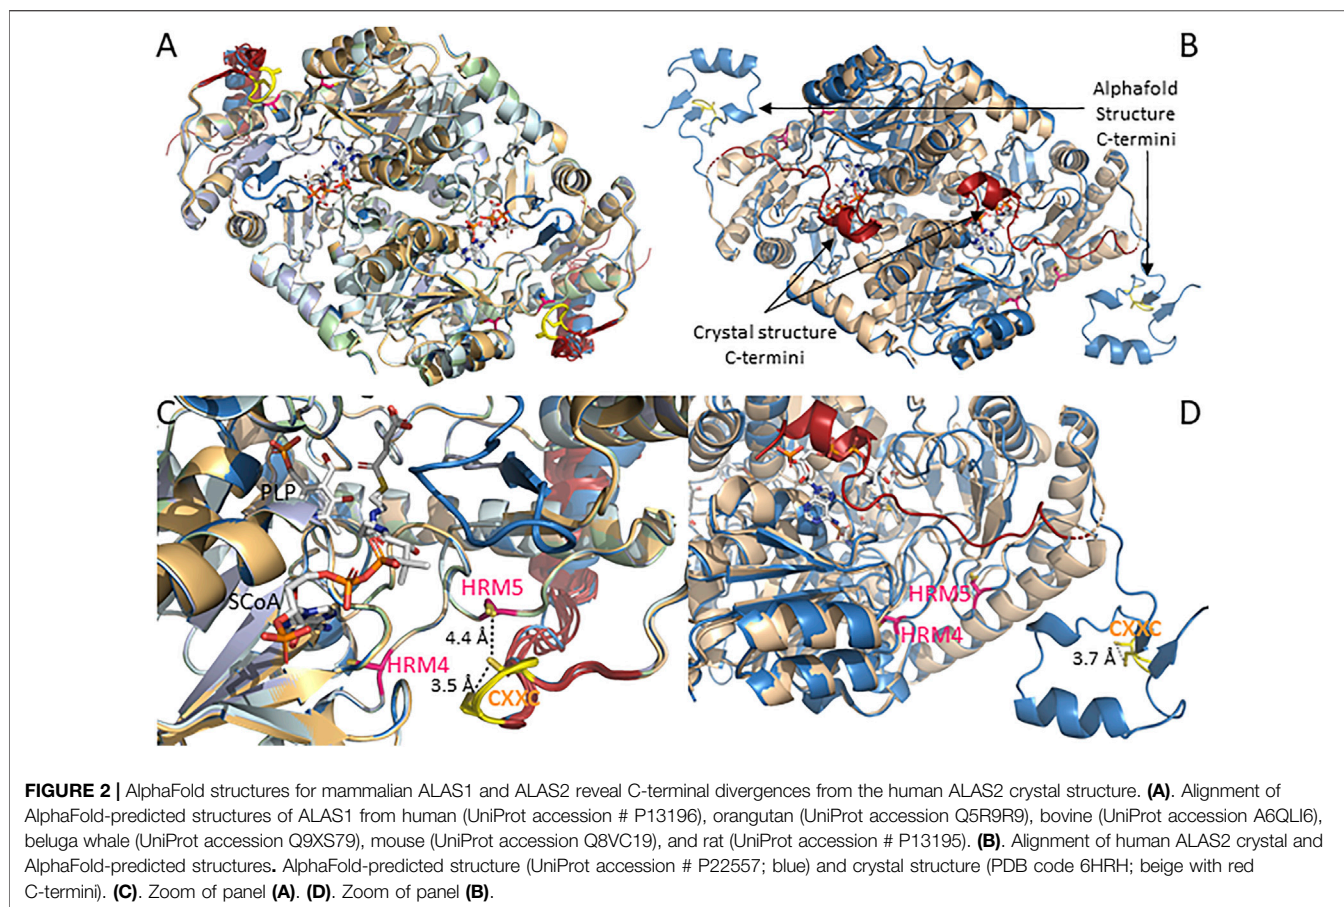 A
B
Alphafold
Structure
C-termini
Crystal structure
C-termini
C
PLP
SCoA
HRM5
4.4 Å
HRM4
3.5 Å
CXXC
D
HRM5
HRM4
CXXC
3.7 Å
FIGURE 2 | AlphaFold structures for mammalian ALAS1 and ALAS2 reveal C-terminal divergences from the human ALAS2 crystal structure. (A). Alignment of
AlphaFold-predicted structures of ALAS1 from human (UniProt accession # P13196), orangutan (UniProt accession Q5R9R9), bovine (UniProt accession A6QLI6),
beluga whale (UniProt accession Q9XS79), mouse (UniProt accession Q8VC19), and rat (UniProt accession # P13195). (B). Alignment of human ALAS2 crystal and
AlphaFold-predicted structures. AlphaFold-predicted structure (UniProt accession # P22557; blue) and crystal structure (PDB code 6HRH; beige with red
C-termini). (C). Zoom of panel (A). (D). Zoom of panel (B).